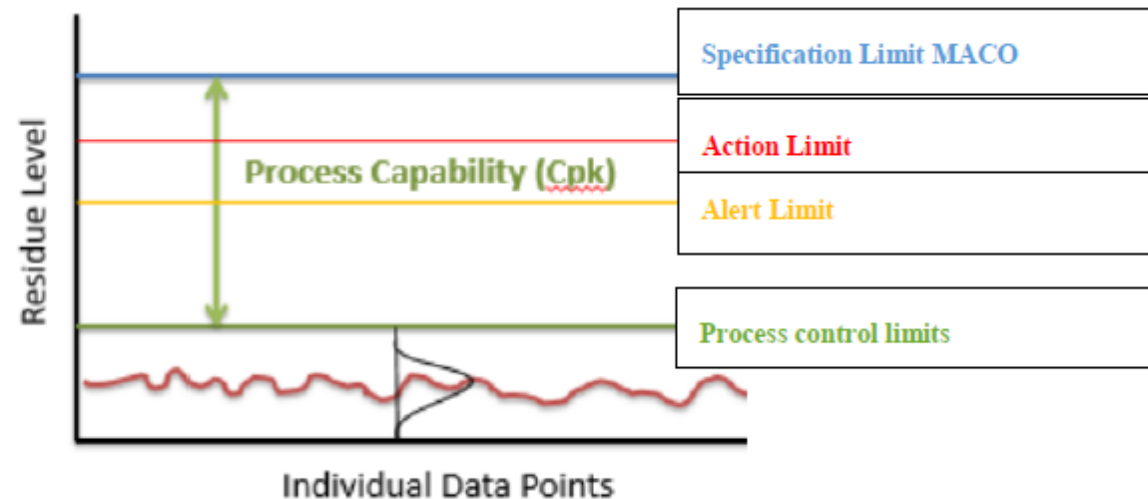 Specification Limit MACO
Action Limit
Process Capability (Cpk)
Alert Limit
Process control limits
Residue Level
Individual Data Points